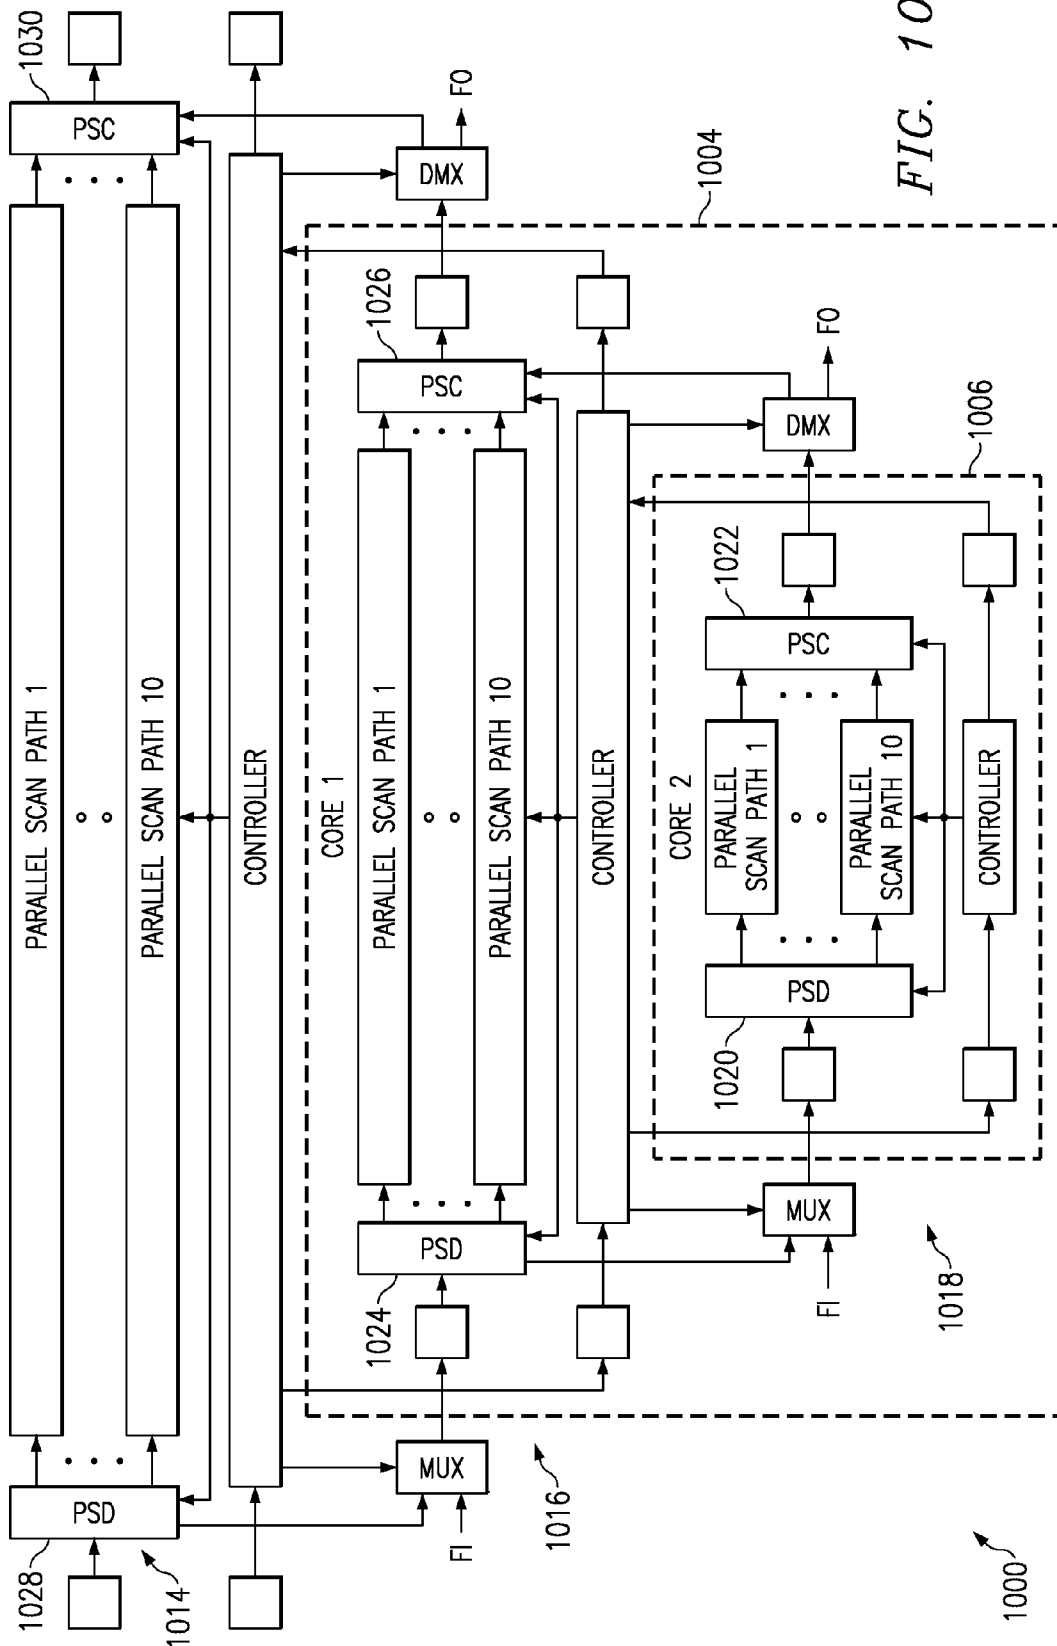 1030
PSC
PARALLEL SCAN PATH 1
PARALLEL SCAN PATH 10
PSD
1028
1014
CONTROLLER
DMX
FO
MUX
FI
1016
1004
CORE 1
1026
PSC
PARALLEL SCAN PATH 1
PARALLEL SCAN PATH 10
PSD
1024
CONTROLLER
DMX
FO
MUX
FI
1018
1006
CORE 2
1022
PSC
PARALLEL
SCAN PATH 1
PARALLEL
SCAN PATH 10
PSD
1020
CONTROLLER
1000
FIG. 10